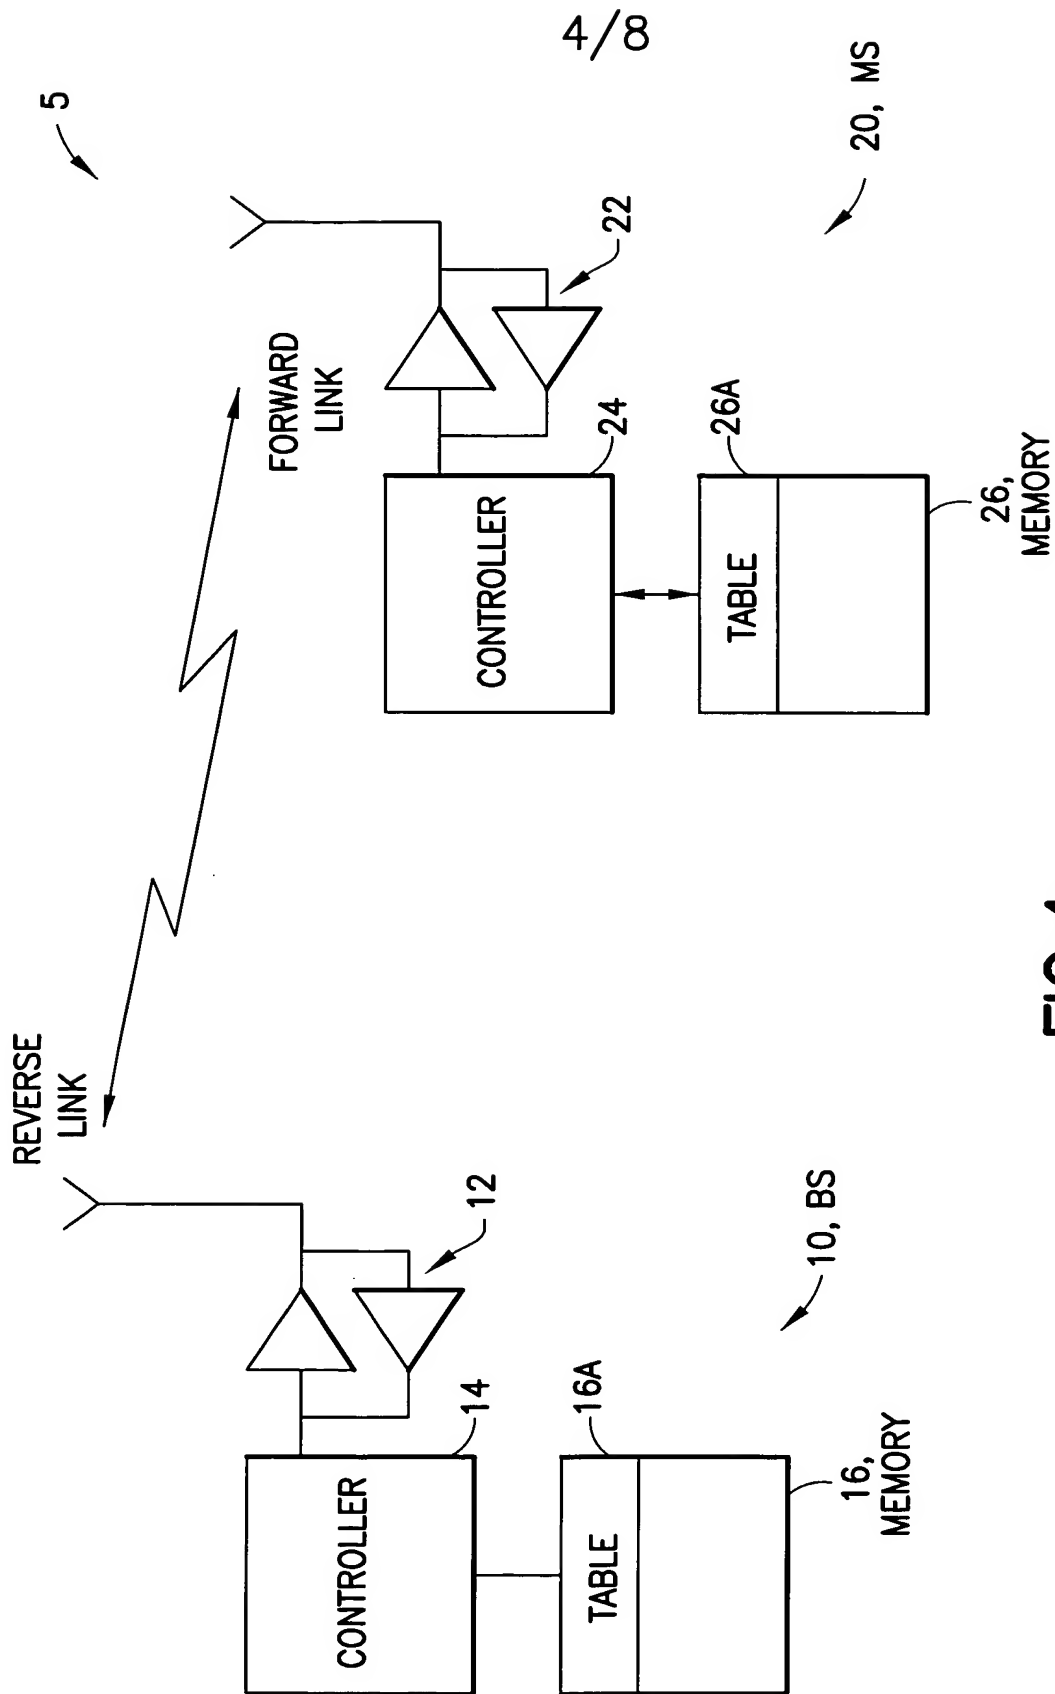 4/8
5
REVERSE
LINK
FORWARD
LINK
12
22
CONTROLLER
14
CONTROLLER
24
TABLE
16A
TABLE
26A
16,
MEMORY
26,
MEMORY
10, BS
20, MS